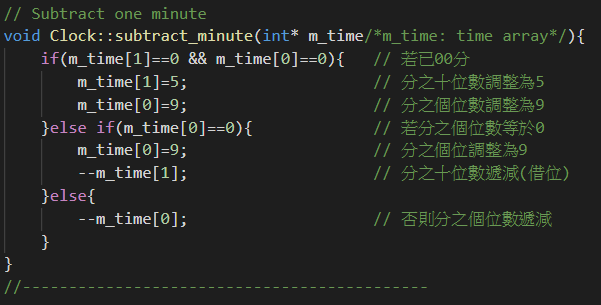 // Subtract one minute
void Clock::subtract_minute(int* m_time/*m_time: time array*/){
    if(m_time[1]==0 && m_time[0]==0){   // 若已00分
        m_time[1]=5;                    // 分之十位數調整為5
        m_time[0]=9;                    // 分之個位數調整為9
    }else if(m_time[0]==0){             // 若分之個位數等於0
        m_time[0]=9;                    // 分之個位調整為9
        --m_time[1];                    // 分之十位數遞減(借位)
    }else{
        --m_time[0];                    // 否則分之個位數遞減
    }
}
//--------------------------------------------